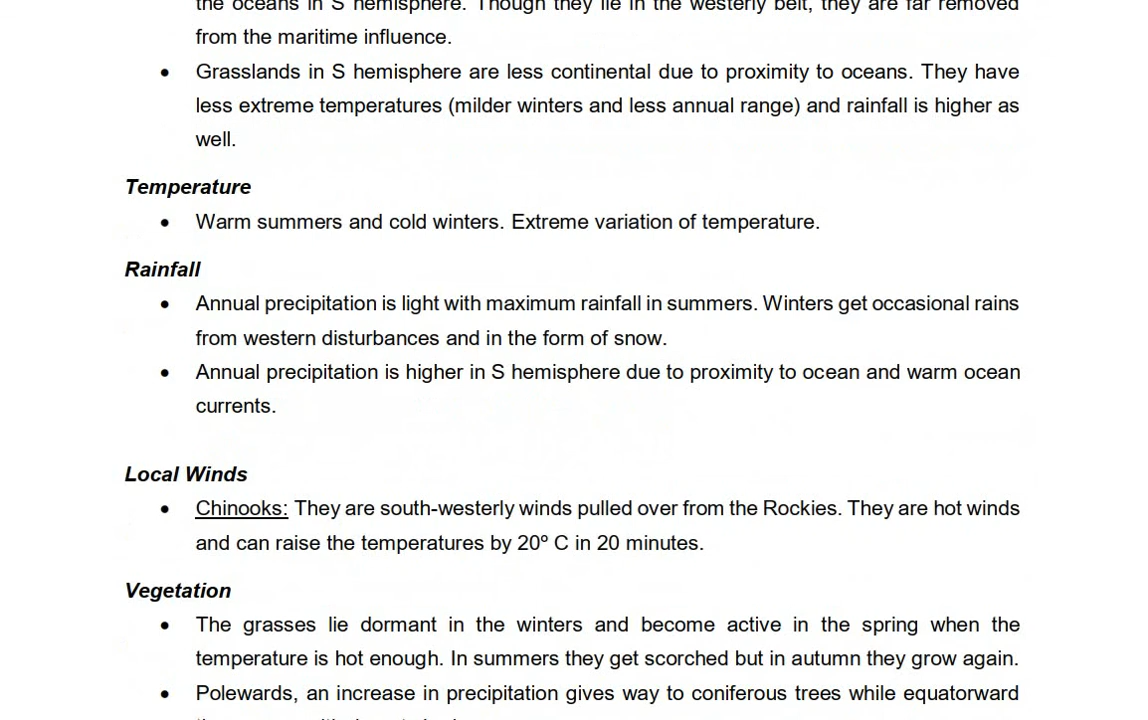 the oceans in S hemisphere. Though they lie in the westerly belt, they are far removed
from the maritime influence.
• Grasslands in S hemisphere are less continental due to proximity to oceans. They have
less extreme temperatures (milder winters and less annual range) and rainfall is higher as
well.
Temperature
• Warm summers and cold winters. Extreme variation of temperature.
Rainfall
• Annual precipitation is light with maximum rainfall in summers. Winters get occasional rains
from western disturbances and in the form of snow.
• Annual precipitation is higher in S hemisphere due to proximity to ocean and warm ocean
currents.
Local Winds
• Chinooks: They are south-westerly winds pulled over from the Rockies. They are hot winds
and can raise the temperatures by 20º C in 20 minutes.
Vegetation
• The grasses lie dormant in the winters and become active in the spring when the
temperature is hot enough. In summers they get scorched but in autumn they grow again.
• Polewards, an increase in precipitation gives way to coniferous trees while equatorward